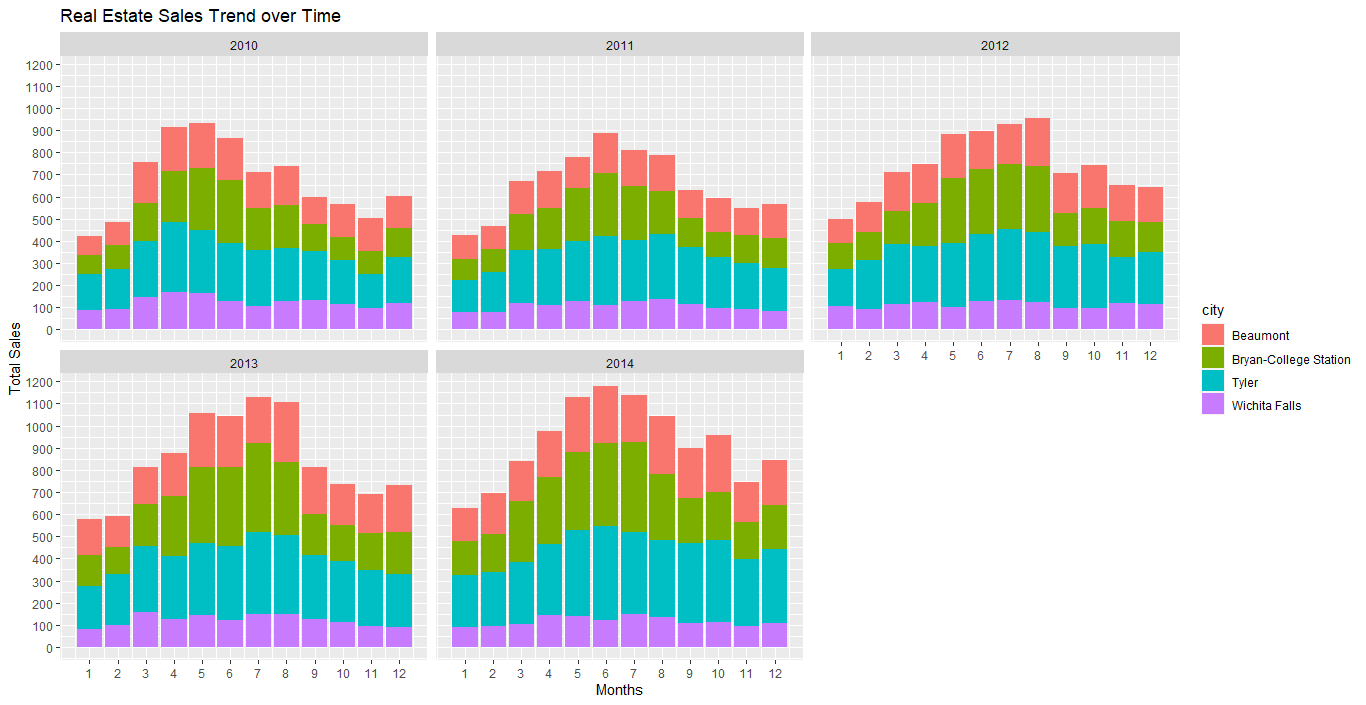 Real Estate Sales Trend over Time
2010
2011
2012
1200
1100
1000
900
800
700
600
500
400
300
200
100
0
1 2 3 4 5 6 7 8 9 10 11 12
Total Sales
2013
2014
1200
1100
1000
900
800
700
600
500
400
300
200
100
0
1 2 3 4 5 6 7 8 9 10 11 12
1 2 3 4 5 6 7 8 9 10 11 12
Months
city
Beaumont
Bryan-College Station
Tyler
Wichita Falls